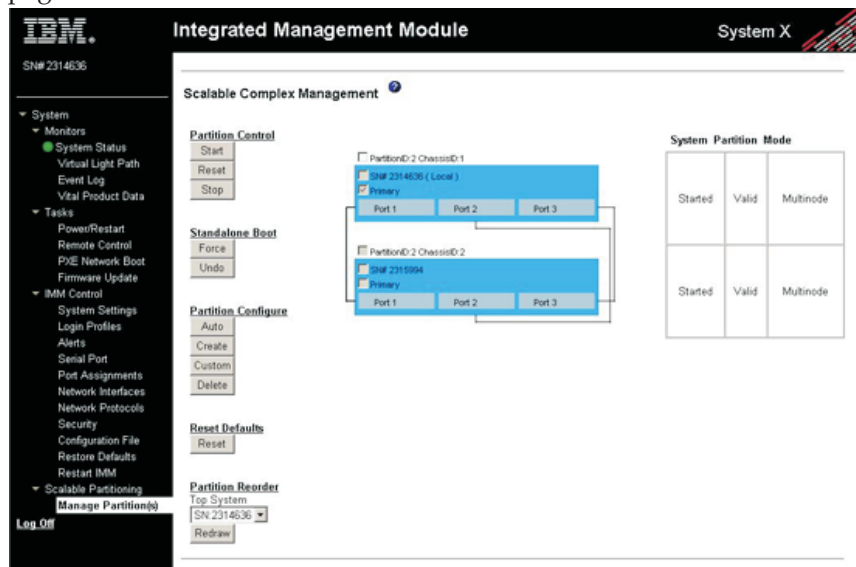 IBM.
Integrated Management Module
System X
SN# 2314636
Scalable Complex Management
System
Monitors
System Status
Virtual Light Path
Event Log
Vital Product Data
Tasks
Power/Restart
Remote Control
PXE Network Boot
Firmware Update
IMM Control
System Settings
Login Profiles
Alerts
Serial Port
Port Assignments
Network Interfaces
Network Protocols
Security
Configuration File
Restore Defaults
Restart IMM
Scalable Partitioning
Manage Partition(s)
Log Off
Partition Control
Start
Reset
Stop
Standalone Boot
Force
Undo
Partition Configure
Auto
Create
Custom
Delete
Reset Defaults
Reset
Partition Reorder
Top System
SN:2314636
Redraw
PartitionID:2 ChassisID:1
SN# 2314636 ( Local )
Primary
Port 1 Port 2 Port 3
PartitionID:2 ChassisID:2
SN# 2315994
Primary
Port 1 Port 2 Port 3
System Partition Mode
Started Valid Multinode
Started Valid Multinode